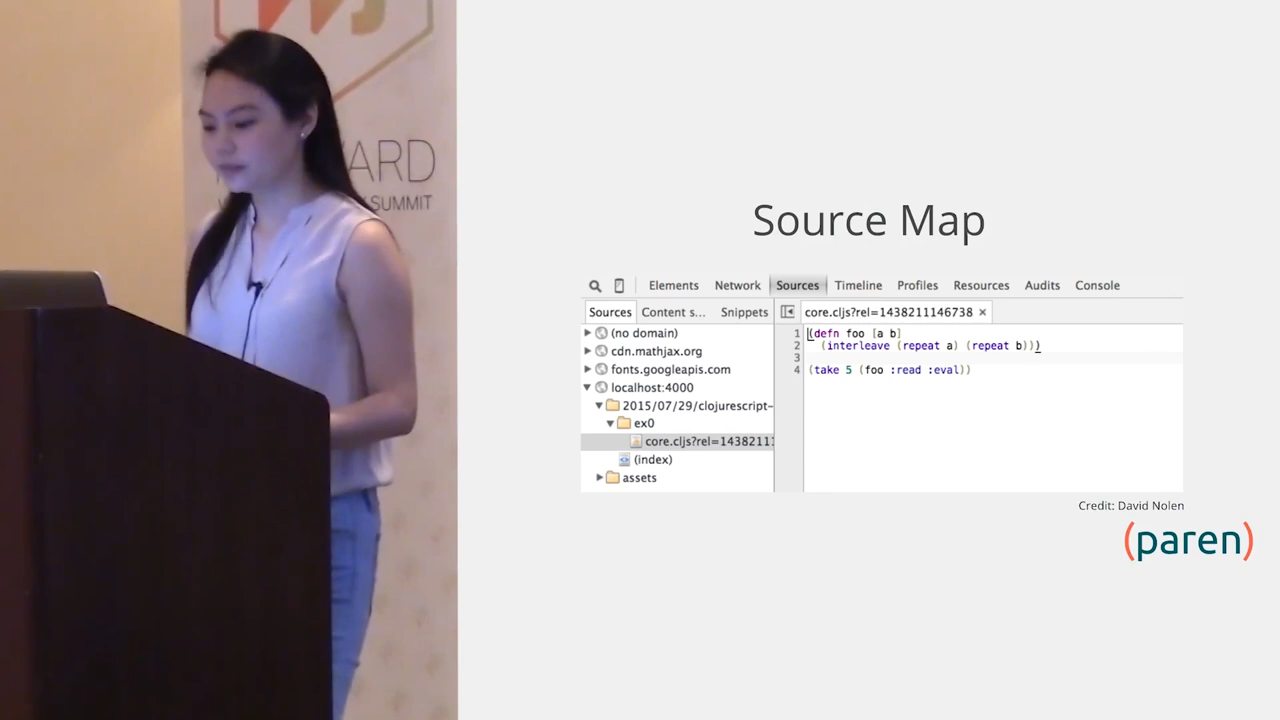 ARD
SUMMIT
Source Map
Elements Network Sources Timeline Profiles Resources Audits Console
Sources Content s... Snippets core.cljs?rel=1438211146738 ×
(no domain)
cdn.mathjax.org
fonts.googleapis.com
localhost:4000
2015/07/29/clojurescript-
ex0
core.cljs?rel=1438211
(index)
assets
1 (defn foo [a b]
2 (interleave (repeat a) (repeat b)))
3
4 (take 5 (foo :read :eval))
Credit: David Nolen
(paren)